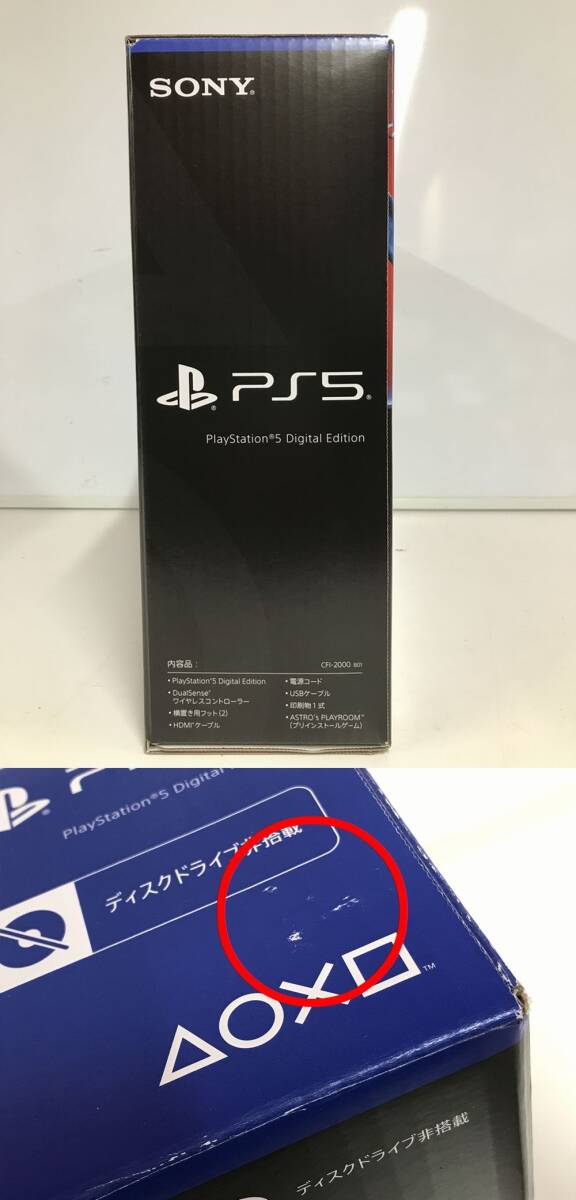 SONY®
PS5®
PlayStation®5 Digital Edition
内容品：
CFI-2000 B01
• PlayStation®5 Digital Edition
• DualSense®
ワイヤレスコントローラー
• 横置き用フット(2)
• HDMI®ケーブル
• 電源コード
• USBケーブル
• 印刷物1式
• ASTRO's PLAYROOM™
(プリインストールゲーム)
PS
PlayStation®5 Digital
ディスクドライブ非搭載
™
ディスクドライブ非搭載